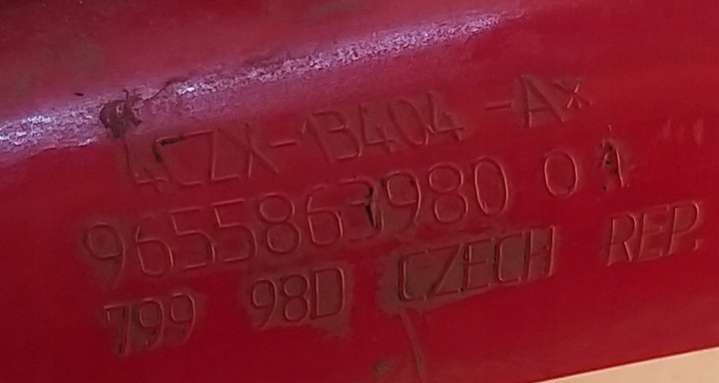 4CZX-13404-A*
9655863980 01
799 98D CZECH REP.